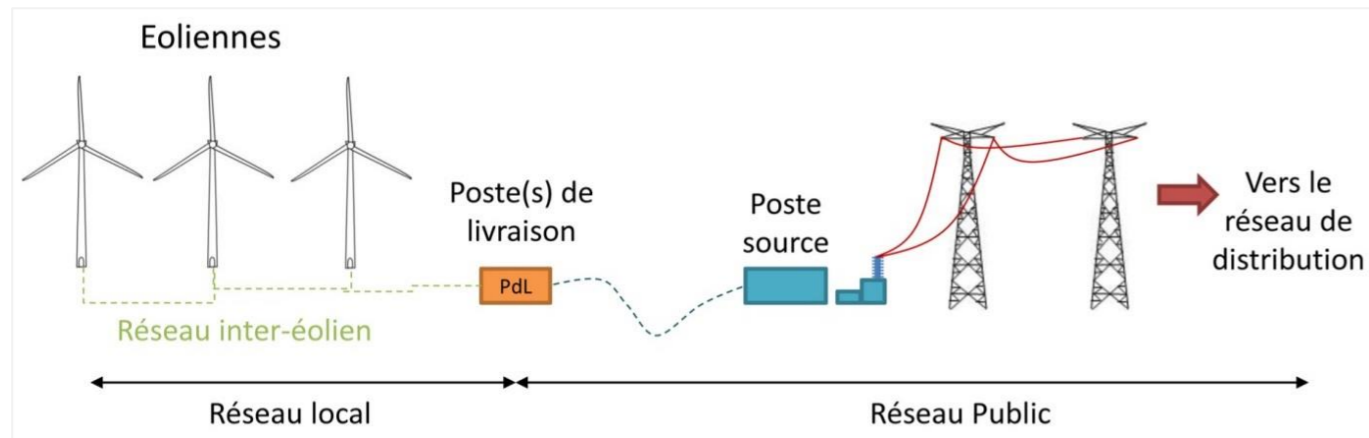 Eoliennes
Poste(s) de
livraison
PdL
Poste
source
Vers le
réseau de
distribution
Réseau inter-éolien
Réseau local
Réseau Public